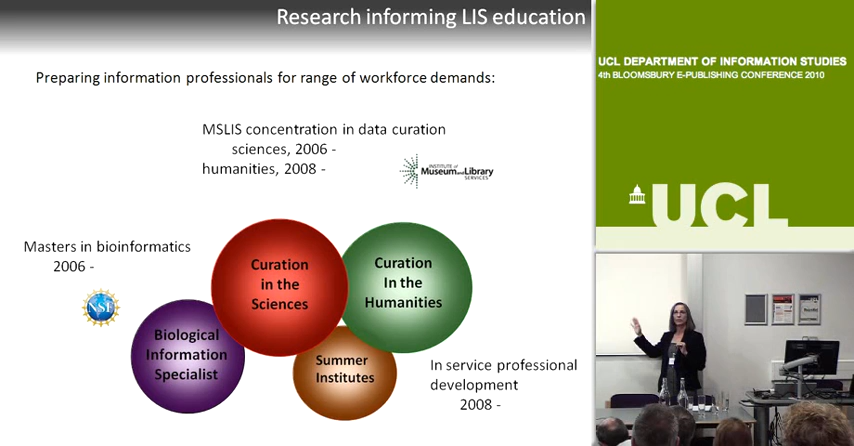 Research informing LIS education
Preparing information professionals for range of workforce demands:
MSLIS concentration in data curation
sciences, 2006 -
humanities, 2008 -
INSTITUTE of
Museum and Library
SERVICES
Masters in bioinformatics
2006 -
NSF
Curation
in the
Sciences
Curation
In the
Humanities
Biological
Information
Specialist
Summer
Institutes
In service professional
development
2008 -
UCL DEPARTMENT OF INFORMATION STUDIES
4TH BLOOMSBURY E-PUBLISHING CONFERENCE 2010
UCL